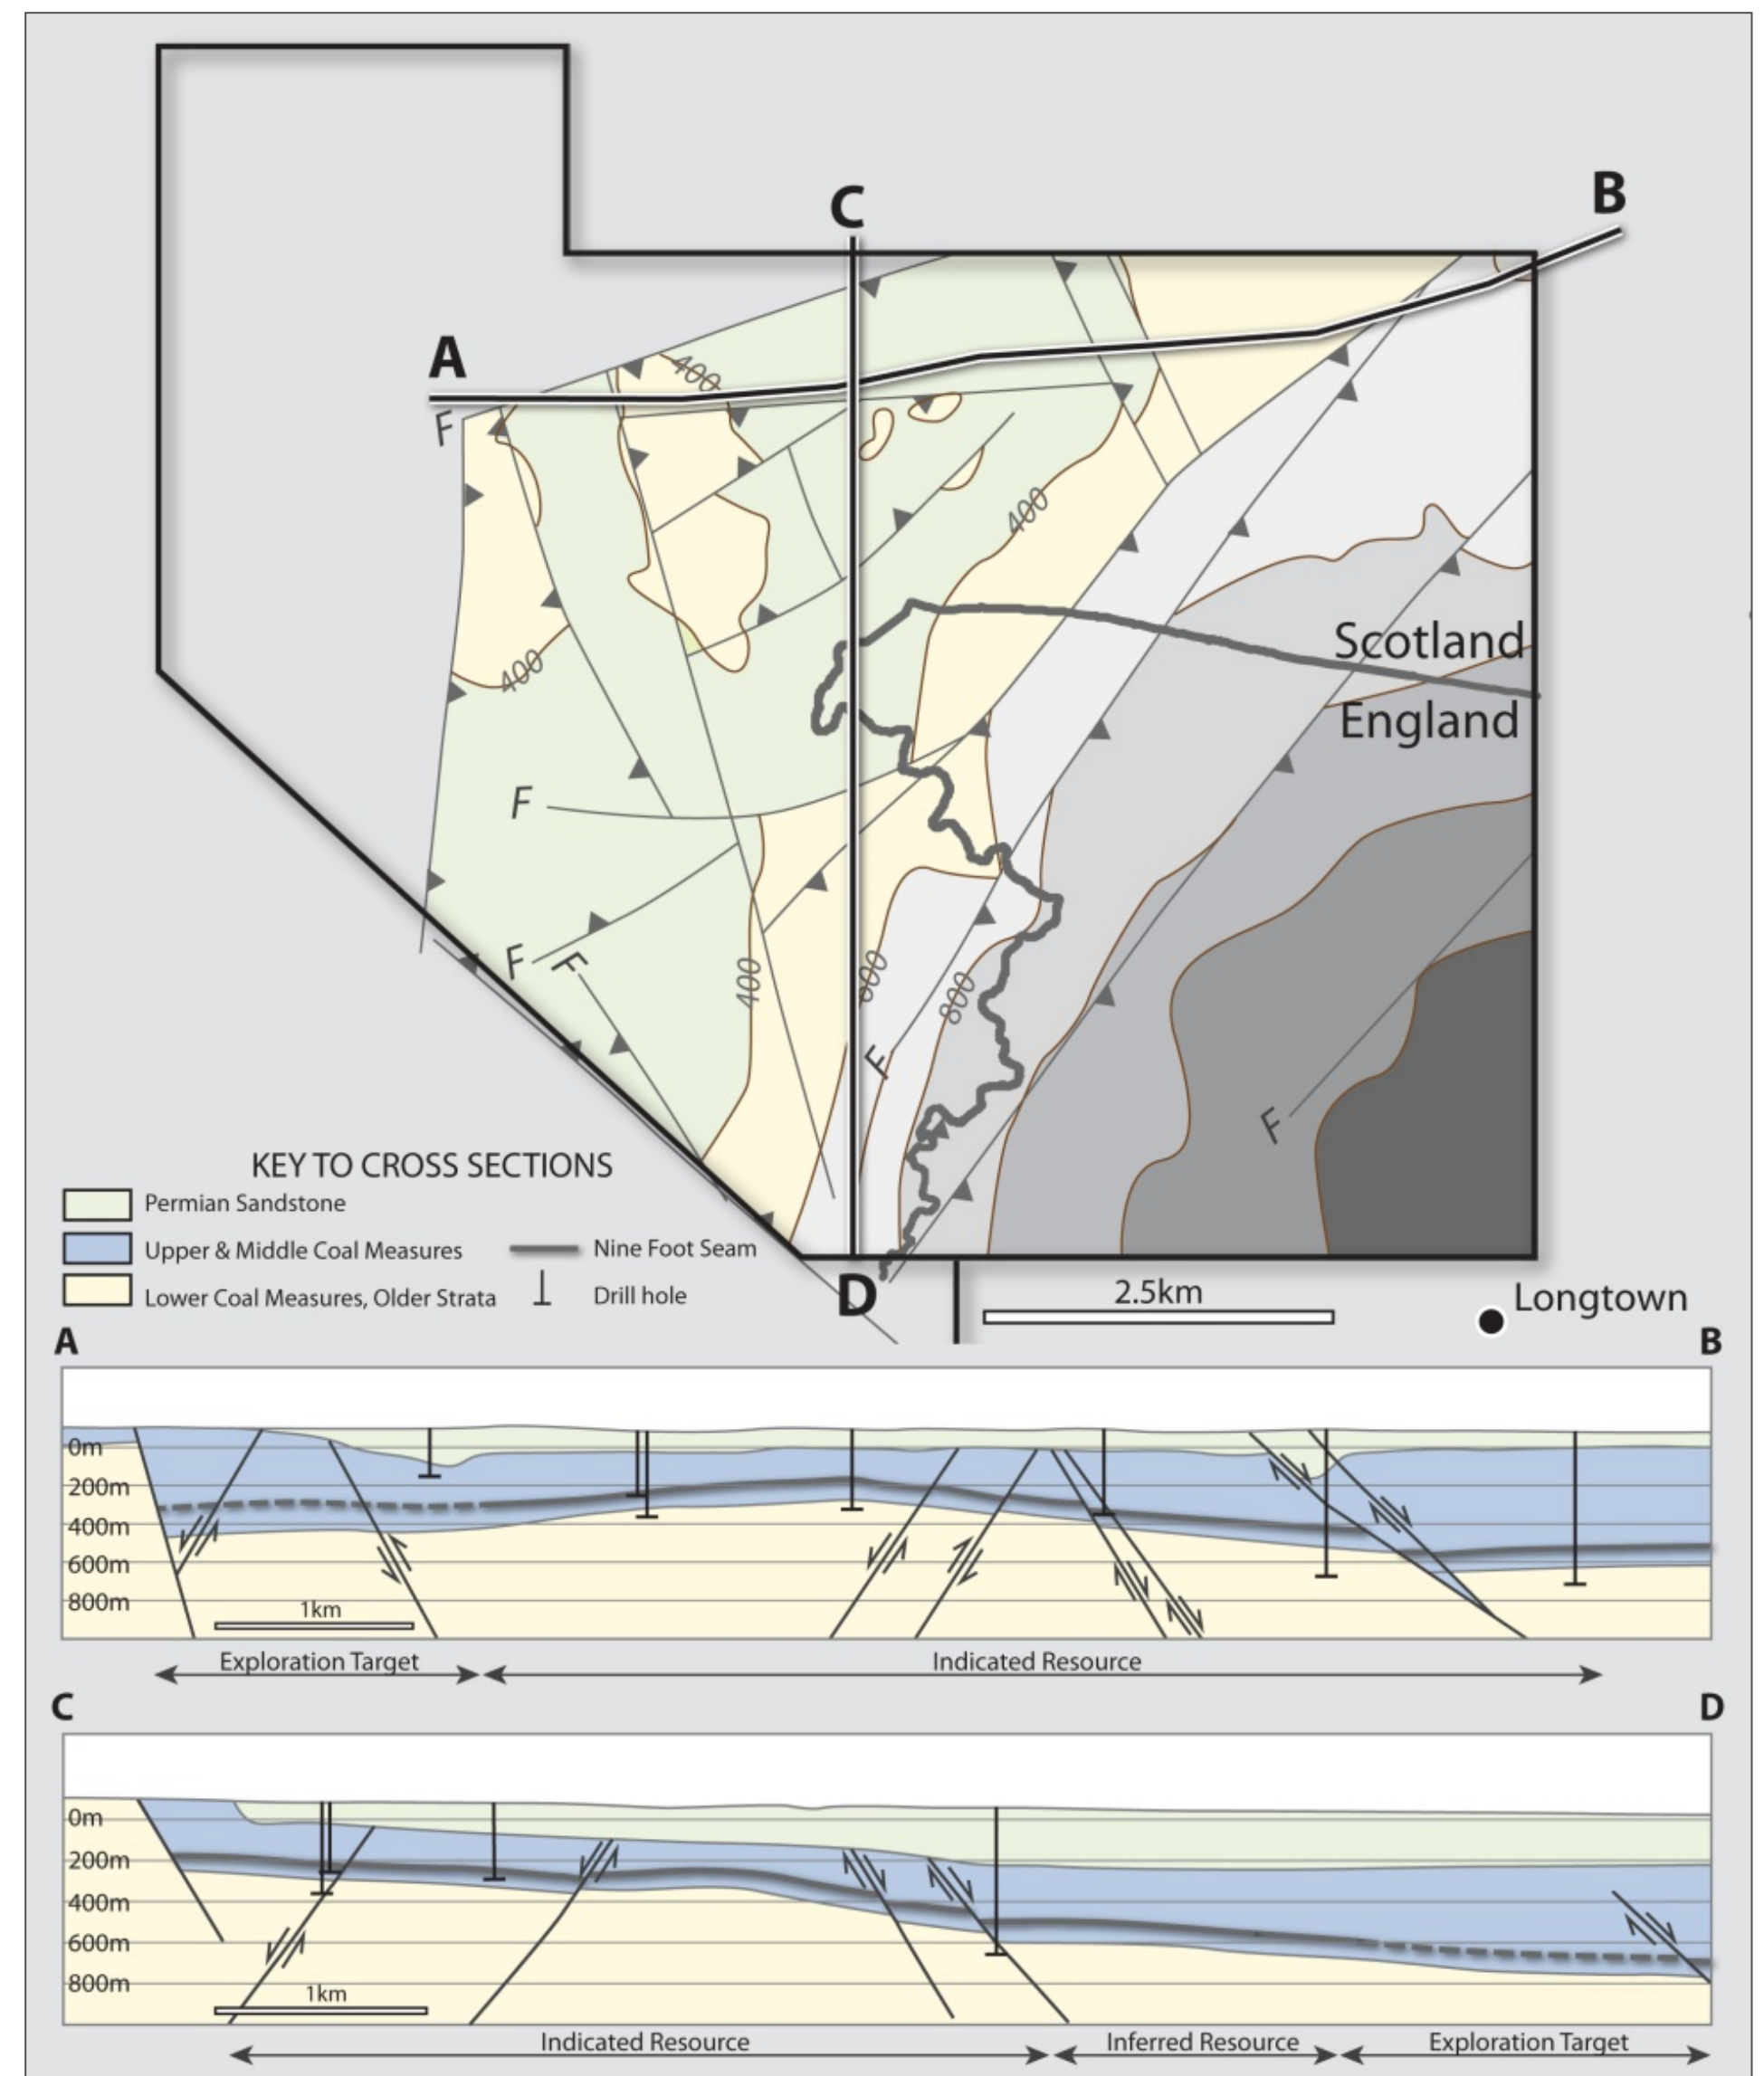 C
B
A
400
F
400
400
Scotland
England
F
F
F
400
600
800
F
F
KEY TO CROSS SECTIONS
Permian Sandstone
Upper & Middle Coal Measures
Nine Foot Seam
Lower Coal Measures, Older Strata
Drill hole
D
2.5km
Longtown
A
B
0m
200m
400m
600m
800m
1km
Exploration Target
Indicated Resource
C
D
0m
200m
400m
600m
800m
1km
Indicated Resource
Inferred Resource
Exploration Target